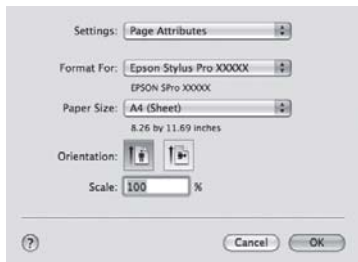 Settings: Page Attributes
Format For: Epson Stylus Pro XXXXX
EPSON SPro XXXXX
Paper Size: A4 (Sheet)
8.26 by 11.69 inches
Orientation:
Scale: 100 %
? Cancel OK